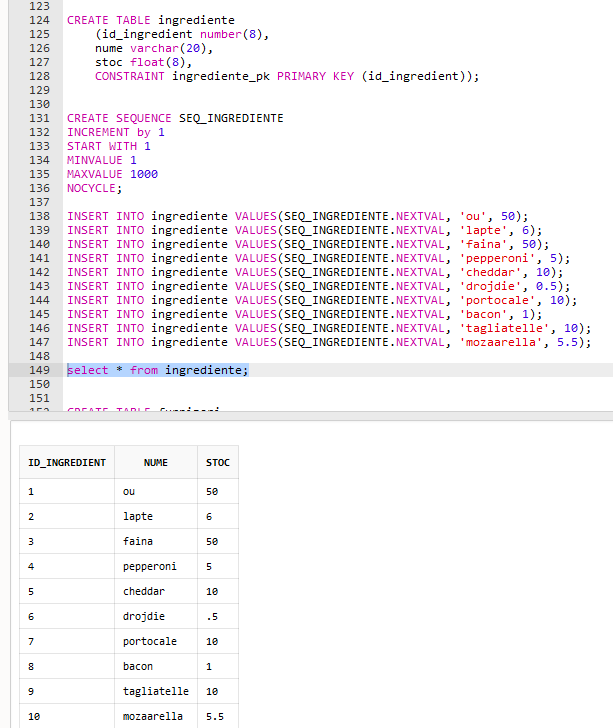 123
124 CREATE TABLE ingrediente
125 (id_ingredient number(8),
126 nume varchar(20),
127 stoc float(8),
128 CONSTRAINT ingrediente_pk PRIMARY KEY (id_ingredient));
129
130
131 CREATE SEQUENCE SEQ_INGREDIENTE
132 INCREMENT by 1
133 START WITH 1
134 MINVALUE 1
135 MAXVALUE 1000
136 NOCYCLE;
137
138 INSERT INTO ingrediente VALUES(SEQ_INGREDIENTE.NEXTVAL, 'ou', 50);
139 INSERT INTO ingrediente VALUES(SEQ_INGREDIENTE.NEXTVAL, 'lapte', 6);
140 INSERT INTO ingrediente VALUES(SEQ_INGREDIENTE.NEXTVAL, 'faina', 50);
141 INSERT INTO ingrediente VALUES(SEQ_INGREDIENTE.NEXTVAL, 'pepperoni', 5);
142 INSERT INTO ingrediente VALUES(SEQ_INGREDIENTE.NEXTVAL, 'cheddar', 10);
143 INSERT INTO ingrediente VALUES(SEQ_INGREDIENTE.NEXTVAL, 'drojdie', 0.5);
144 INSERT INTO ingrediente VALUES(SEQ_INGREDIENTE.NEXTVAL, 'portocale', 10);
145 INSERT INTO ingrediente VALUES(SEQ_INGREDIENTE.NEXTVAL, 'bacon', 1);
146 INSERT INTO ingrediente VALUES(SEQ_INGREDIENTE.NEXTVAL, 'tagliatelle', 10);
147 INSERT INTO ingrediente VALUES(SEQ_INGREDIENTE.NEXTVAL, 'mozaarella', 5.5);
148
149 select * from ingrediente;
150
151
152 CREATE TABLE
ID_INGREDIENT NUME STOC
1 ou 50
2 lapte 6
3 faina 50
4 pepperoni 5
5 cheddar 10
6 drojdie .5
7 portocale 10
8 bacon 1
9 tagliatelle 10
10 mozaarella 5.5